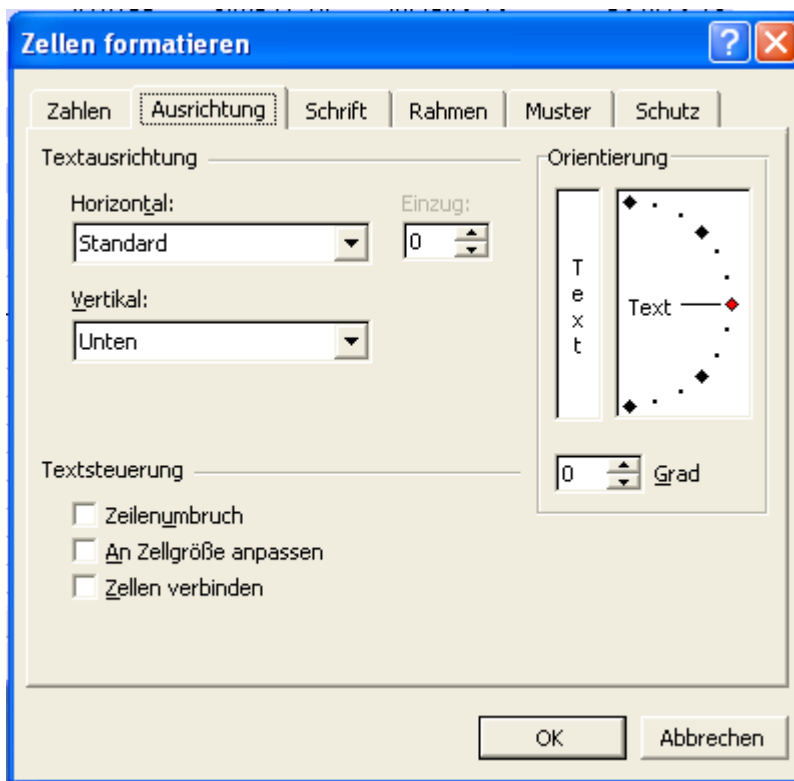 Zellen formatieren
Zahlen Ausrichtung Schrift Rahmen Muster Schutz
Textausrichtung
Horizontal:
Einzug:
Standard
0
Vertikal:
Unten
Textsteuerung
Zeilenumbruch
An Zellgröße anpassen
Zellen verbinden
Orientierung
T
e
x
t
Text
0 Grad
OK Abbrechen